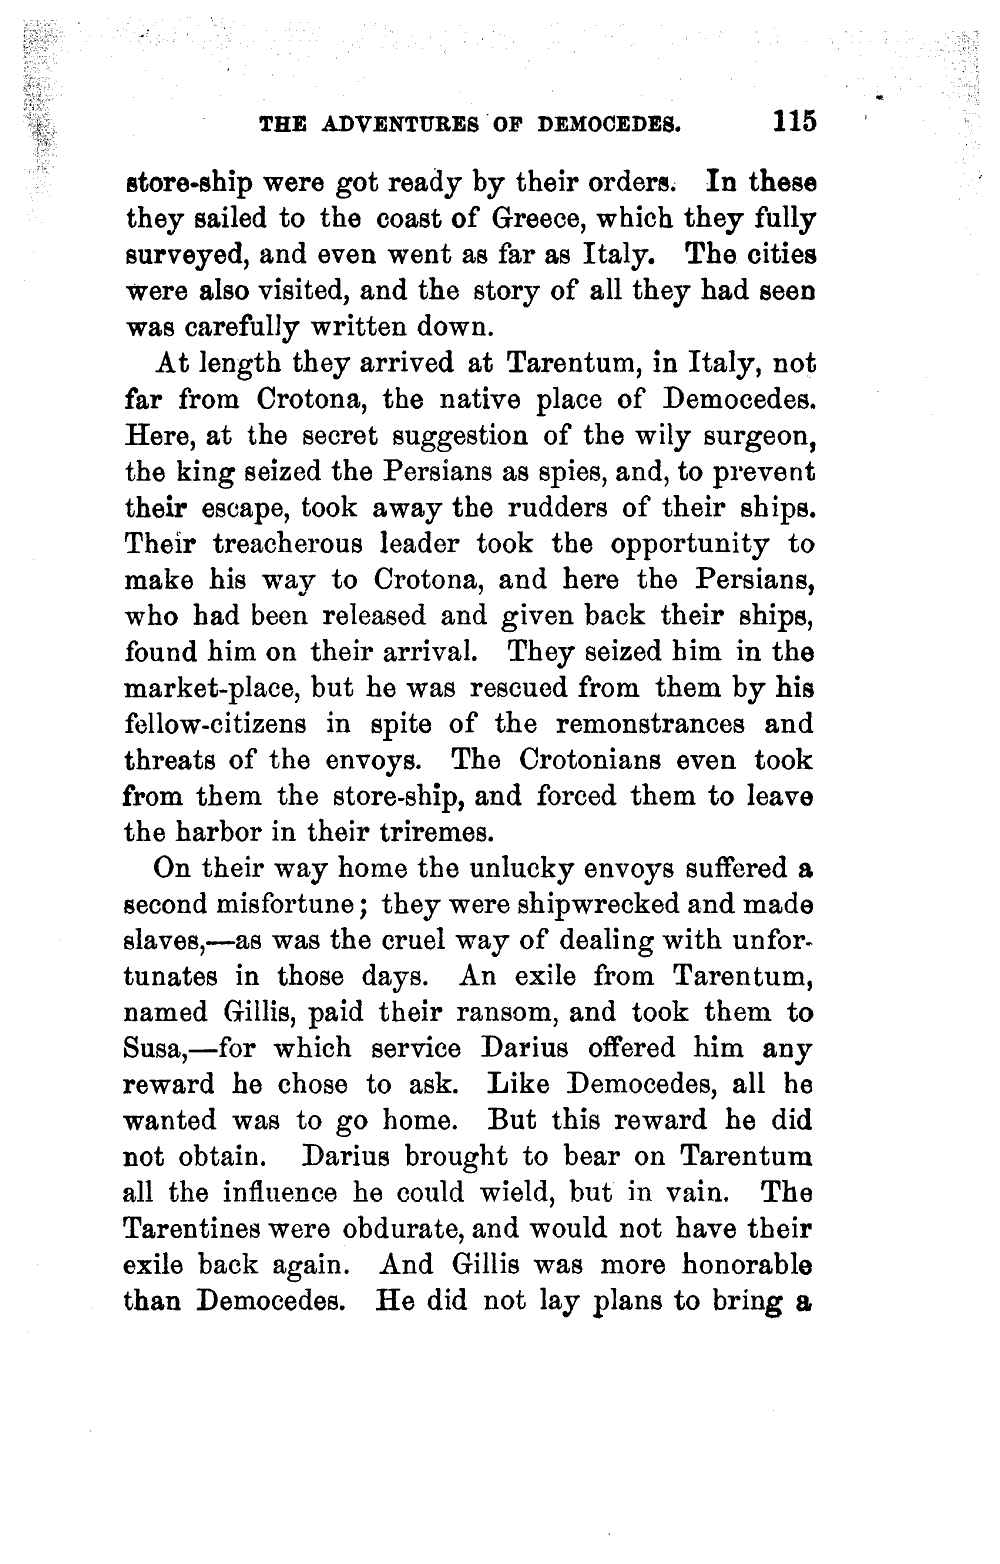 THE ADVENTURES OF DEMOCEDES. 115
store-ship were got ready by their orders. In these
they sailed to the coast of Greece, which they fully
surveyed, and even went as far as Italy. The cities
were also visited, and the story of all they had seen
was carefully written down.
At length they arrived at Tarentum, in Italy, not
far from Crotona, the native place of Democedes.
Here, at the secret suggestion of the wily surgeon,
the king seized the Persians as spies, and, to prevent
their escape, took away the rudders of their ships.
Their treacherous leader took the opportunity to
make his way to Crotona, and here the Persians,
who had been released and given back their ships,
found him on their arrival. They seized him in the
market-place, but he was rescued from them by his
fellow-citizens in spite of the remonstrances and
threats of the envoys. The Crotonians even took
from them the store-ship, and forced them to leave
the harbor in their triremes.
On their way home the unlucky envoys suffered a
second misfortune; they were shipwrecked and made
slaves,—as was the cruel way of dealing with unfor-
tunates in those days. An exile from Tarentum,
named Gillis, paid their ransom, and took them to
Susa,—for which service Darius offered him any
reward he chose to ask. Like Democedes, all he
wanted was to go home. But this reward he did
not obtain. Darius brought to bear on Tarentum
all the influence he could wield, but in vain. The
Tarentines were obdurate, and would not have their
exile back again. And Gillis was more honorable
than Democedes. He did not lay plans to bring a